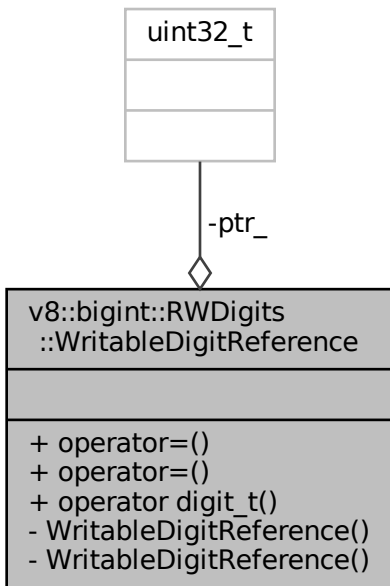 uint32_t
-ptr_
v8::bigint::RWDigits
::WritableDigitReference
+ operator=()
+ operator=()
+ operator digit_t()
- WritableDigitReference()
- WritableDigitReference()